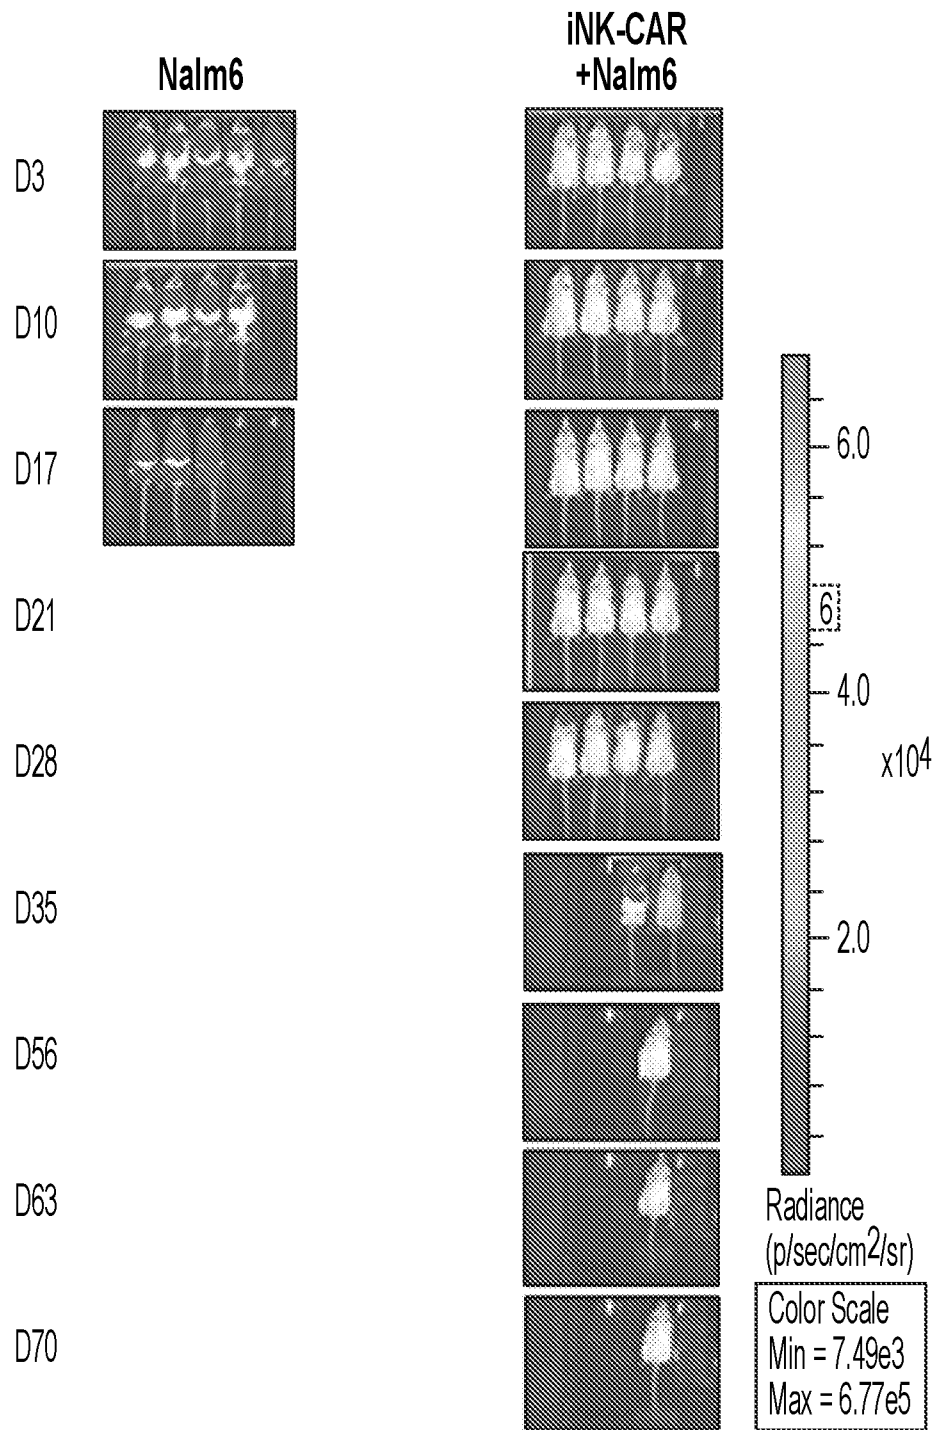 Nalm6
iNK-CAR
+Nalm6
D3
D10
D17
D21
D28
D35
D56
D63
D70
6.0
6
4.0
x10⁴
2.0
Radiance
(p/sec/cm²/sr)
Color Scale
Min = 7.49e3
Max = 6.77e5